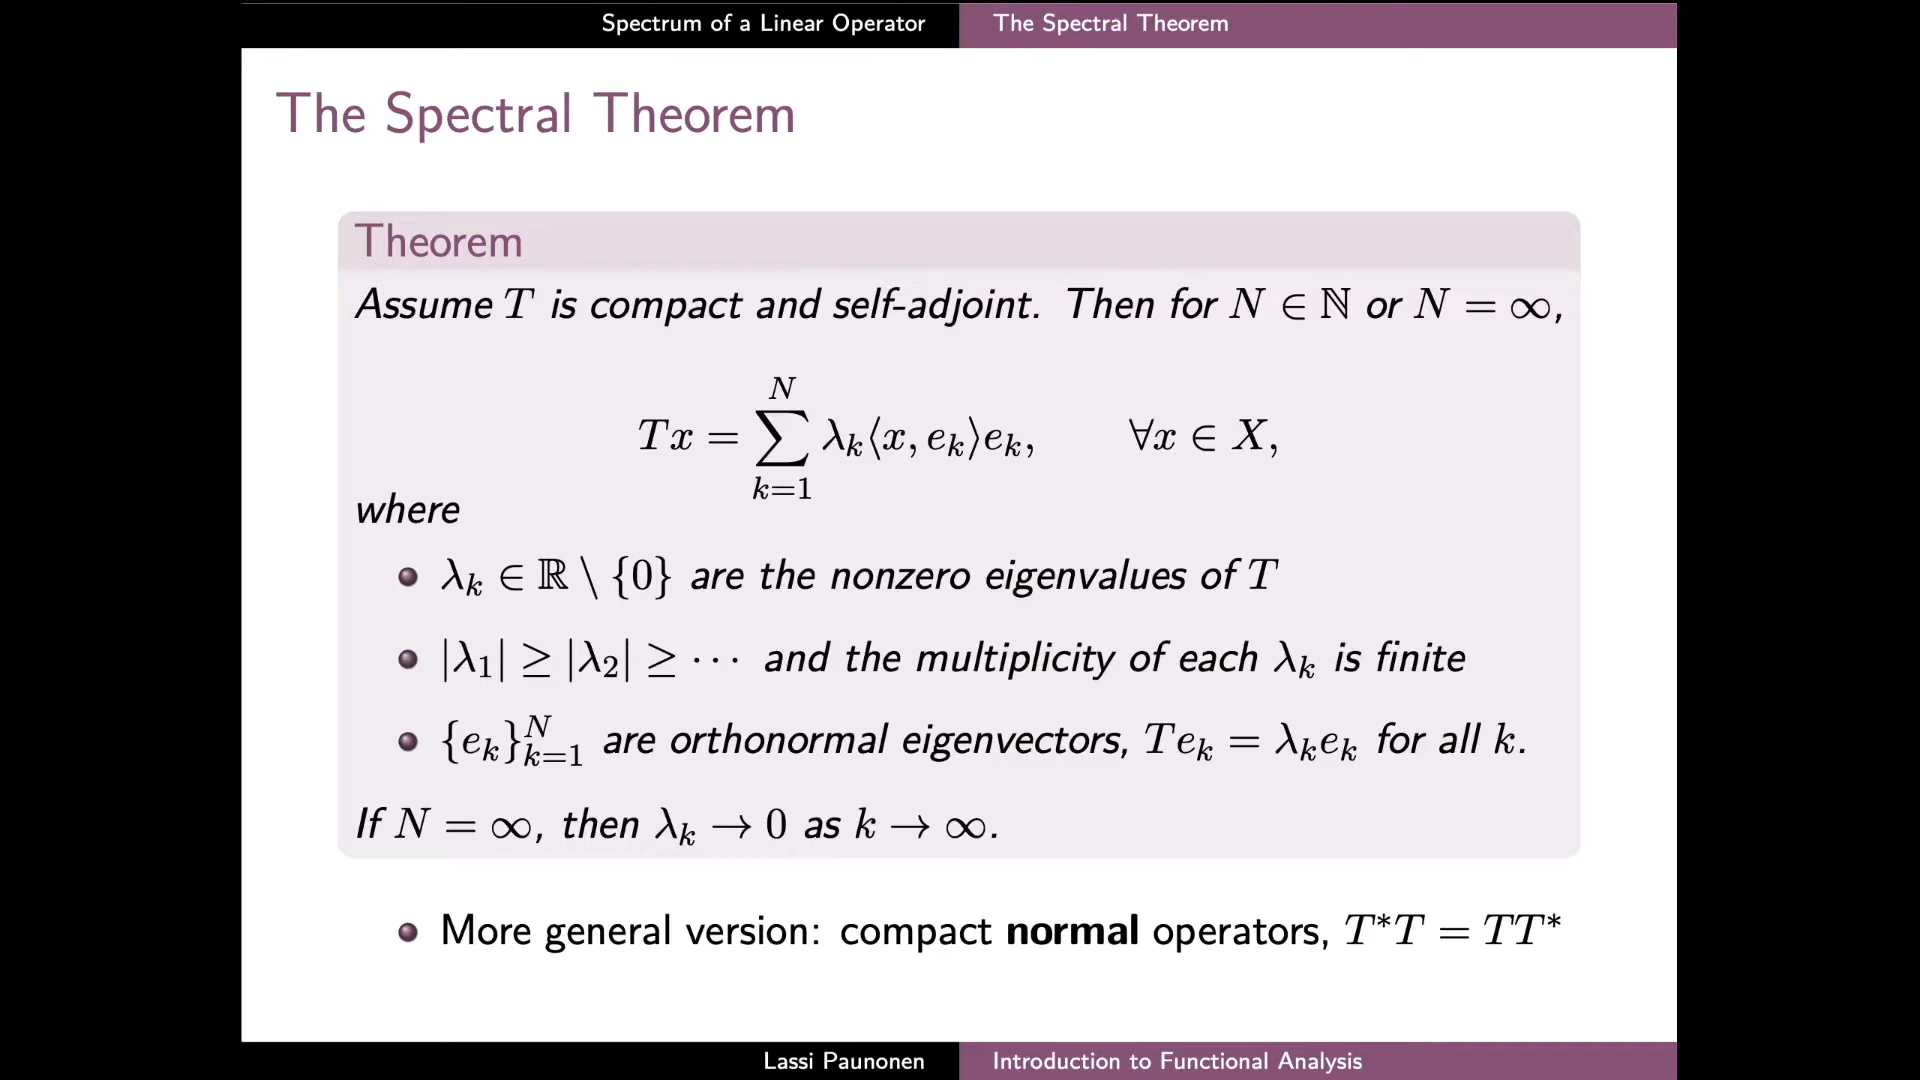 Spectrum of a Linear Operator The Spectral Theorem
The Spectral Theorem
Theorem
Assume T is compact and self-adjoint. Then for N ∈ ℕ or N = ∞,
Tx = ∑_{k=1}^{N} λ_k⟨x, e_k⟩e_k, ∀x ∈ X,
where
• λ_k ∈ ℝ \ {0} are the nonzero eigenvalues of T
• |λ_1| ≥ |λ_2| ≥ ··· and the multiplicity of each λ_k is finite
• {e_k}_{k=1}^{N} are orthonormal eigenvectors, Te_k = λ_k e_k for all k.
If N = ∞, then λ_k → 0 as k → ∞.
• More general version: compact normal operators, T*T = TT*
Lassi Paunonen Introduction to Functional Analysis